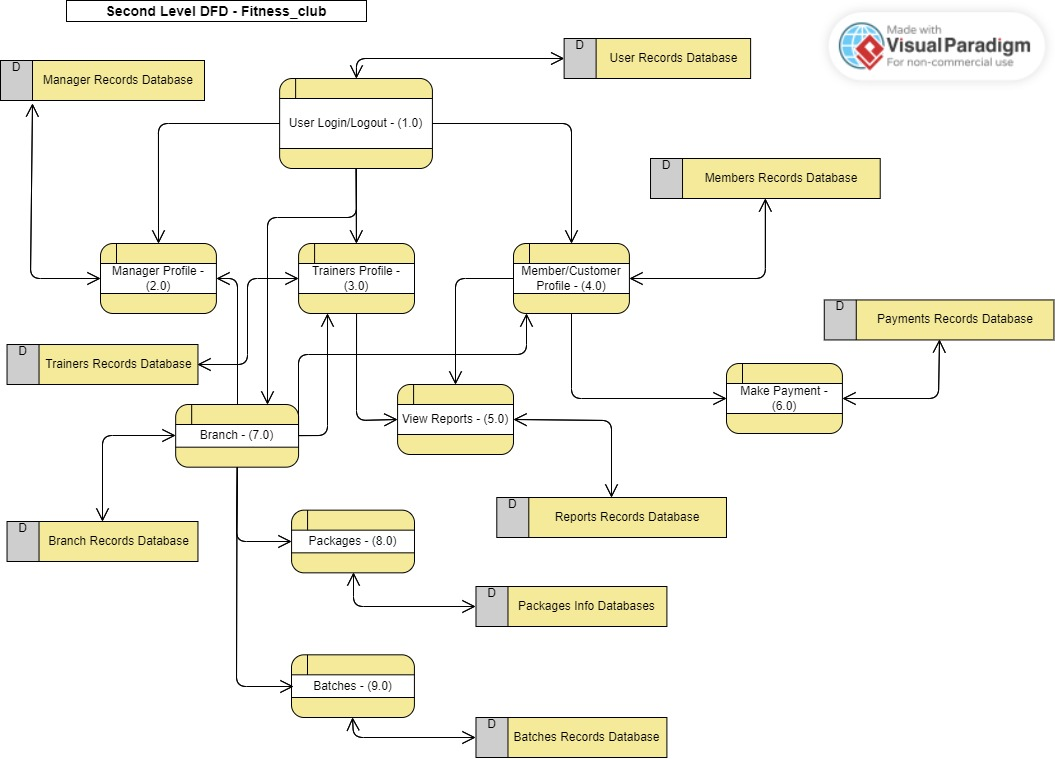 Second Level DFD - Fitness_club
Made with
Visual Paradigm
For non-commercial use
D
User Records Database
D
Manager Records Database
User Login/Logout - (1.0)
D
Members Records Database
Manager Profile -
(2.0)
Trainers Profile -
(3.0)
Member/Customer
Profile - (4.0)
D
Payments Records Database
D
Trainers Records Database
Make Payment -
(6.0)
View Reports - (5.0)
Branch - (7.0)
D
Reports Records Database
D
Branch Records Database
Packages - (8.0)
D
Packages Info Databases
Batches - (9.0)
D
Batches Records Database